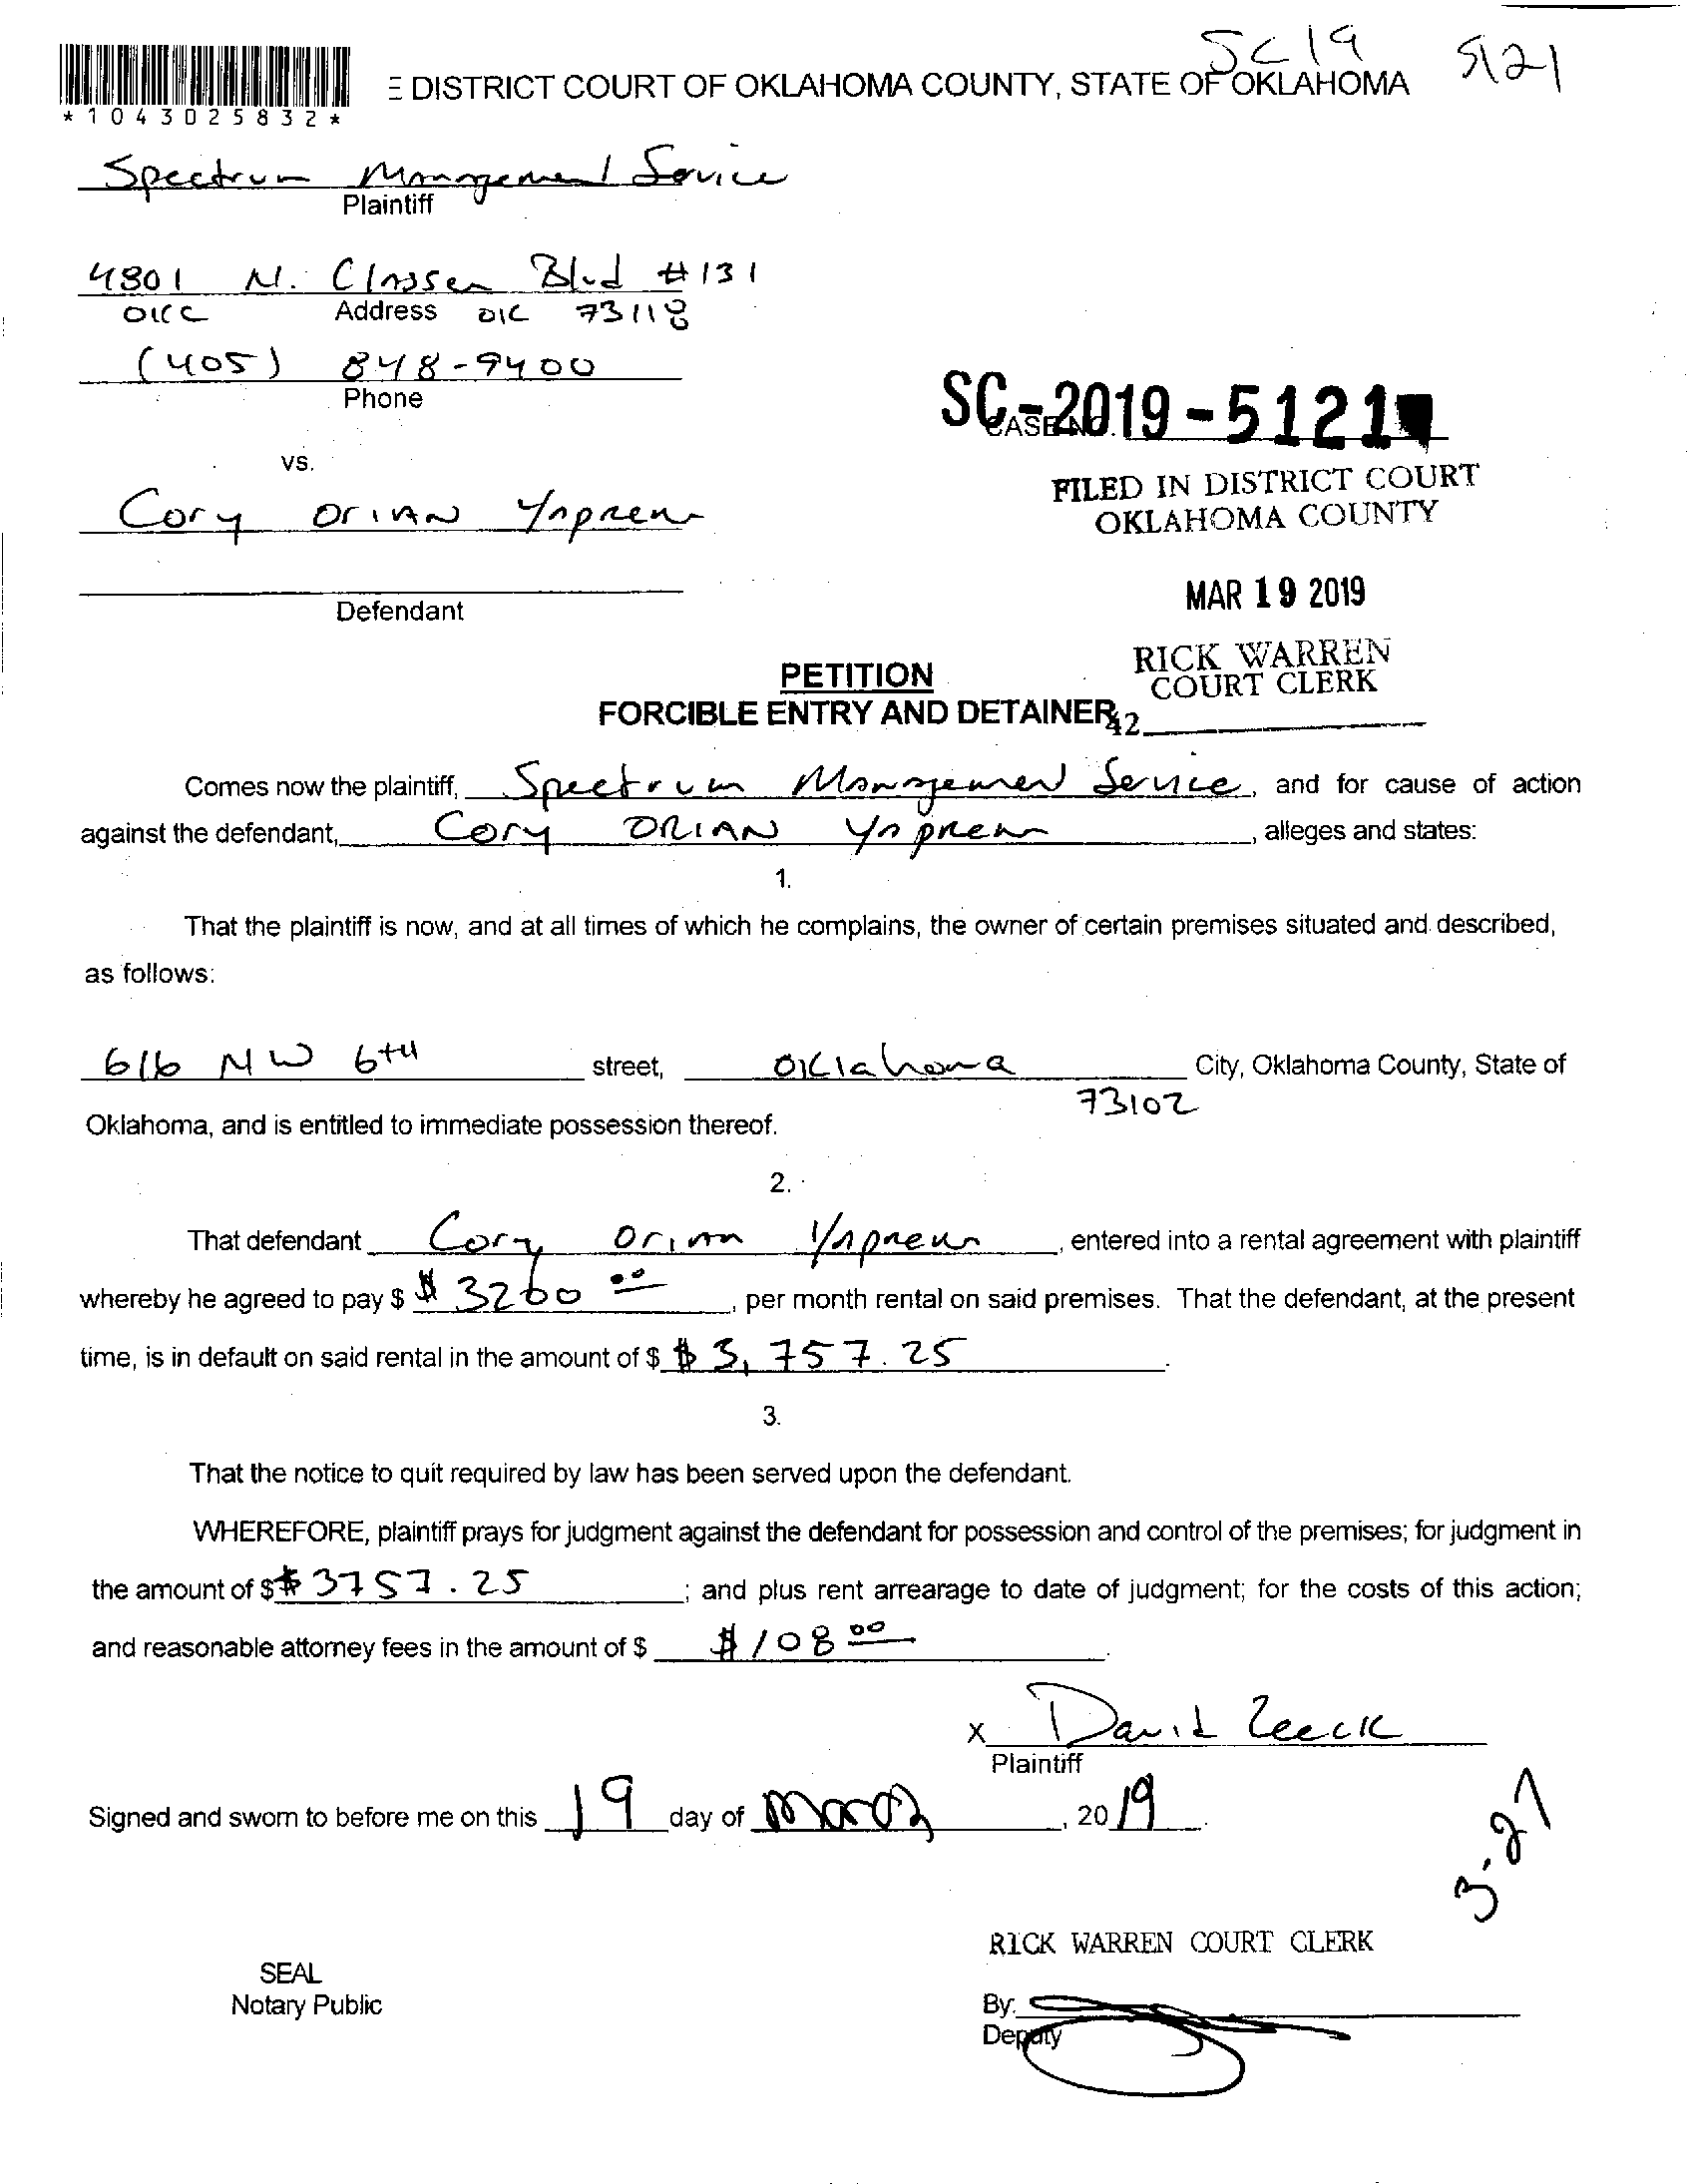 SC19 5121
E DISTRICT COURT OF OKLAHOMA COUNTY, STATE OF OKLAHOMA
*1043025832*
Spectrum Management Service
Plaintiff
4801 N. Classen Blvd #131
OKC Address OK 73118
(405) 848-9400
Phone
SC-2019-5121
CASE NO.
vs.
FILED IN DISTRICT COURT
OKLAHOMA COUNTY
Cory Orian
MAR 19 2019
Defendant
RICK WARREN
COURT CLERK
PETITION
FORCIBLE ENTRY AND DETAINER
42
Comes now the plaintiff, Spectrum Management Service, and for cause of action
against the defendant, Cory ORIAN , alleges and states:
1.
That the plaintiff is now, and at all times of which he complains, the owner of certain premises situated and described,
as follows:
616 NW 6TH street, Oklahoma City, Oklahoma County, State of
73102
Oklahoma, and is entitled to immediate possession thereof.
2.
That defendant Cory Orian , entered into a rental agreement with plaintiff
whereby he agreed to pay $ $ 3260 00, per month rental on said premises. That the defendant, at the present
time, is in default on said rental in the amount of $ $ 3,757.25.
3.
That the notice to quit required by law has been served upon the defendant.
WHEREFORE, plaintiff prays for judgment against the defendant for possession and control of the premises; for judgment in
the amount of $ $ 3757.25; and plus rent arrearage to date of judgment; for the costs of this action;
and reasonable attorney fees in the amount of $ $108 00.
X David Zeeck
Plaintiff
Signed and sworn to before me on this 19 day of March, 2019.
3-27
RICK WARREN COURT CLERK
SEAL
Notary Public
By:
Deputy